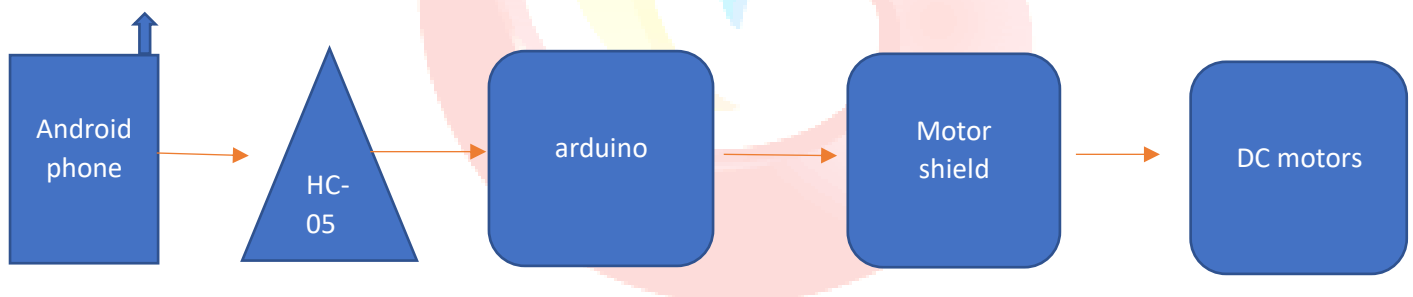 Android
phone
HC-
05
arduino
Motor
shield
DC motors